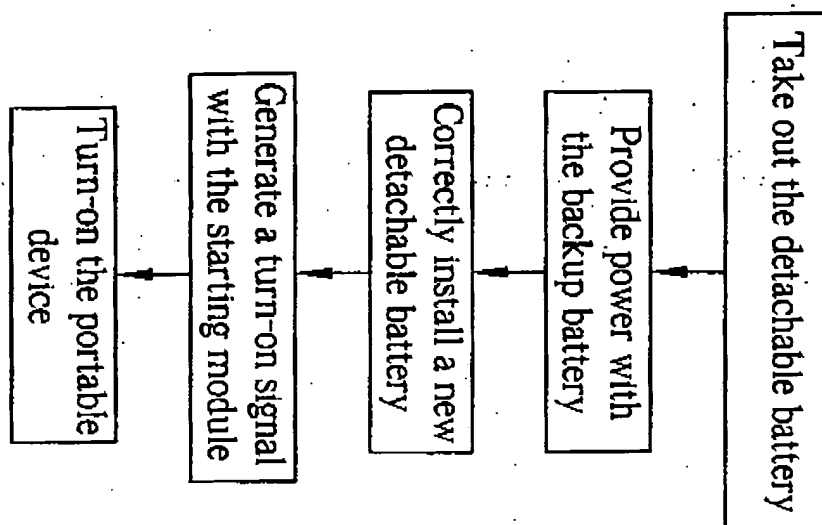 Take out the detachable battery
Provide power with
the backup battery
Correctly install a new
detachable battery
Generate a turn-on signal
with the starting module
Turn-on the portable
device